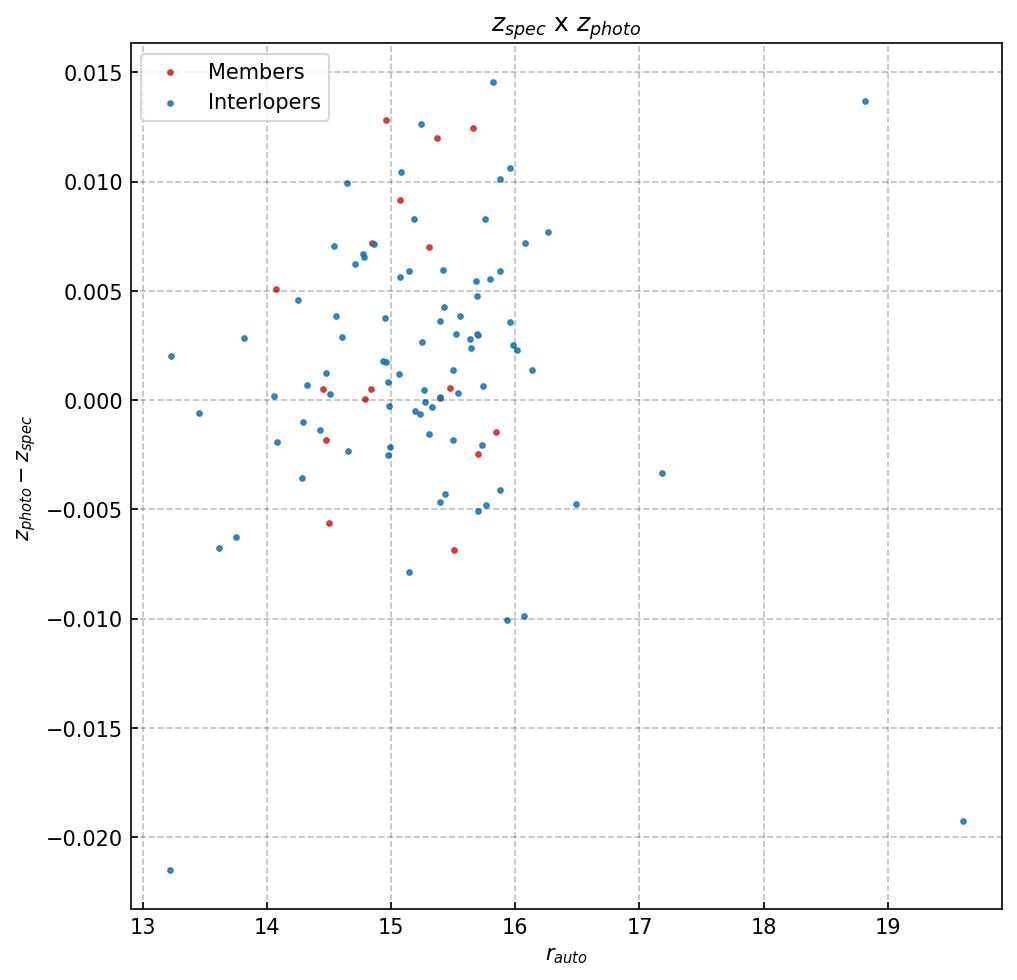 z_spec x z_photo
Members
Interlopers
0.015
0.010
0.005
0.000
−0.005
−0.010
−0.015
−0.020
z_photo − z_spec
13 14 15 16 17 18 19
r_auto